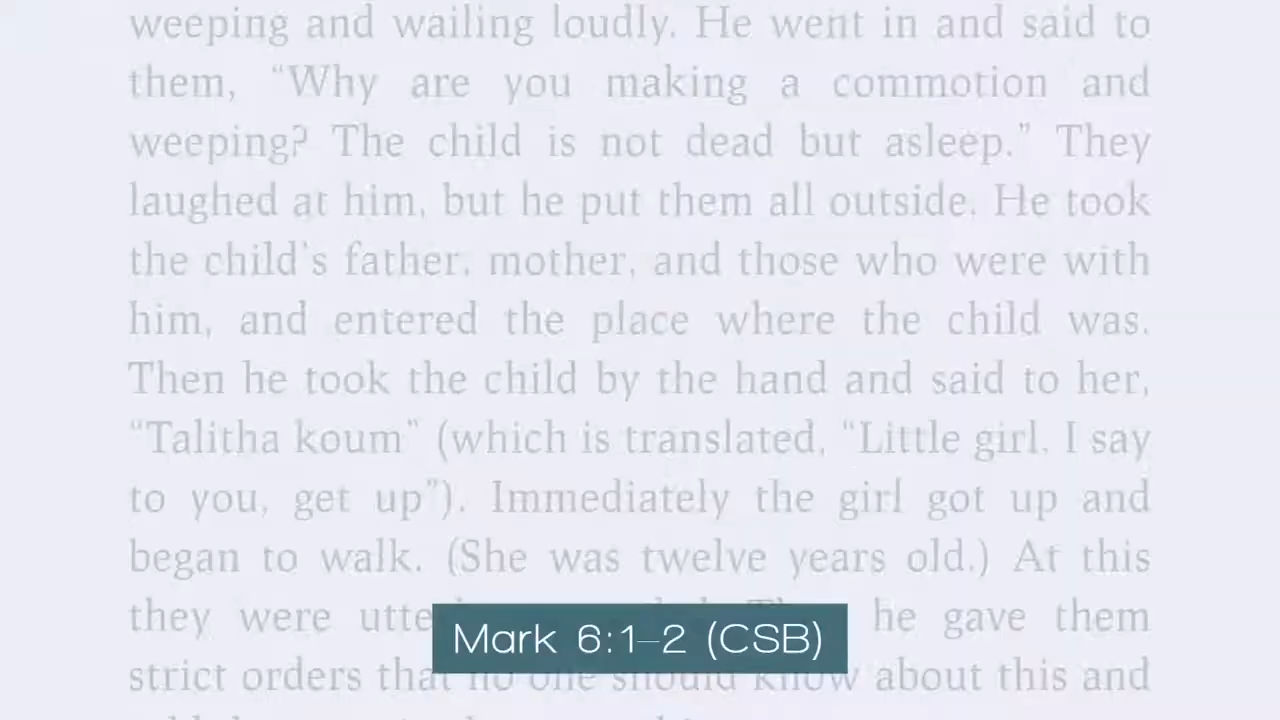 weeping and wailing loudly. He went in and said to
them, “Why are you making a commotion and
weeping? The child is not dead but asleep.” They
laughed at him, but he put them all outside. He took
the child’s father, mother, and those who were with
him, and entered the place where the child was.
Then he took the child by the hand and said to her,
“Talitha koum” (which is translated, “Little girl, I say
to you, get up”). Immediately the girl got up and
began to walk. (She was twelve years old.) At this
they were he gave them
strict orders that no one should know about this and
Mark 6:1–2 (CSB)